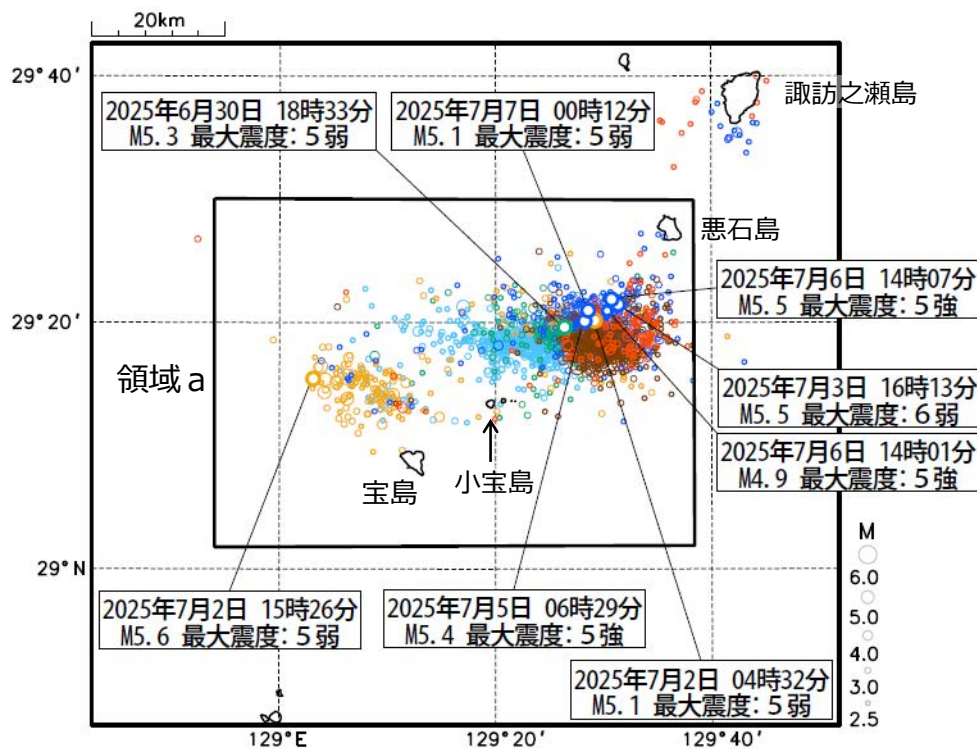 20km
29°40′
諏訪之瀬島
2025年6月30日 18時33分
M5.3 最大震度:5弱
2025年7月7日 00時12分
M5.1 最大震度:5弱
悪石島
2025年7月6日 14時07分
M5.5 最大震度:5強
29°20′
領域a
2025年7月3日 16時13分
M5.5 最大震度:6弱
2025年7月6日 14時01分
M4.9 最大震度:5強
宝島
小宝島
M
6.0
5.0
4.0
3.0
2.5
29°N
2025年7月2日 15時26分
M5.6 最大震度:5弱
2025年7月5日 06時29分
M5.4 最大震度:5強
2025年7月2日 04時32分
M5.1 最大震度:5弱
129°E
129°20′
129°40′